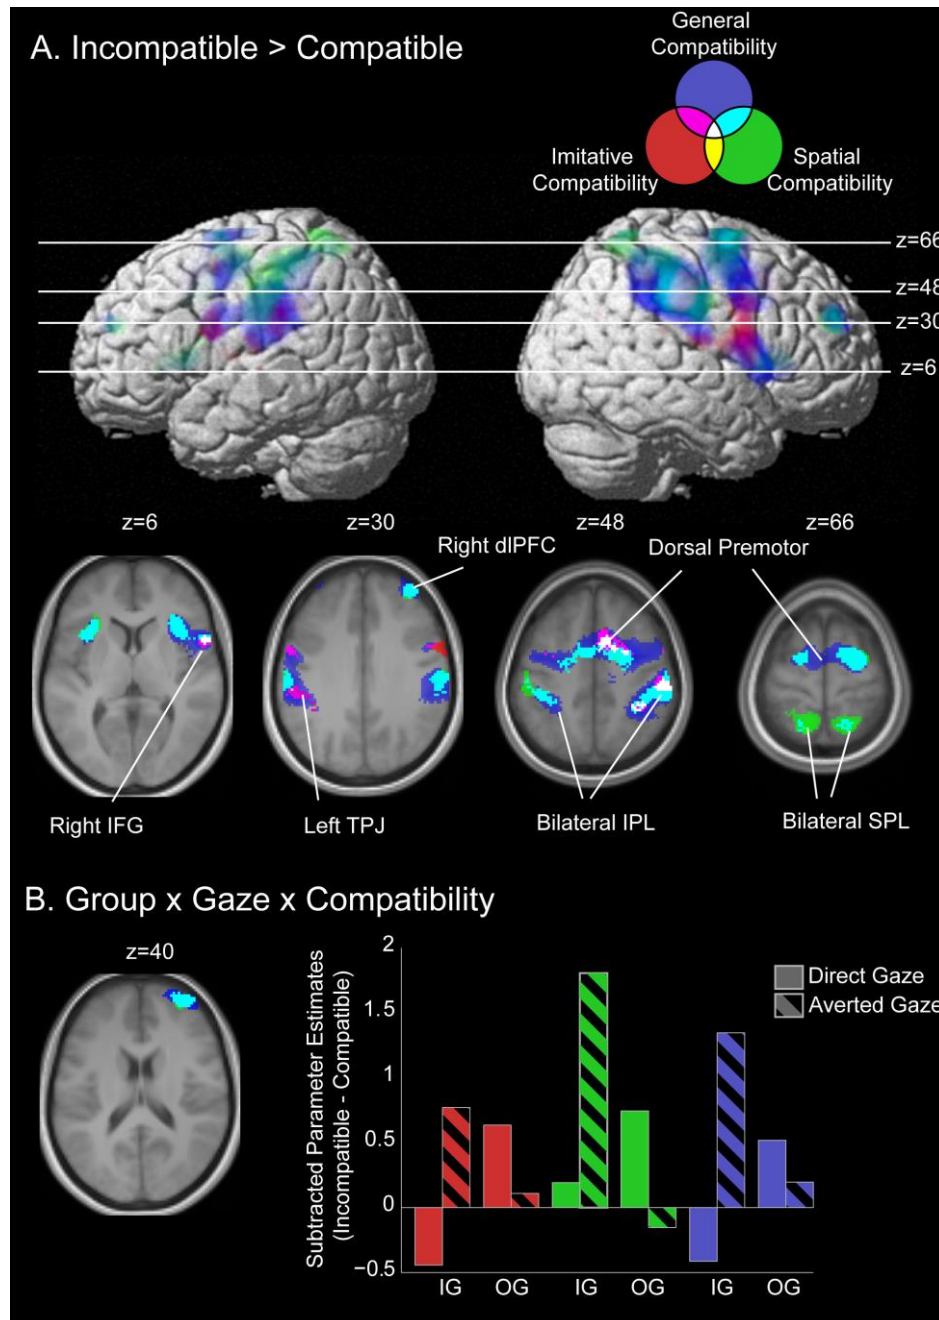 A. Incompatible > Compatible
General
Compatibility
Imitative
Compatibility
Spatial
Compatibility
z=66
z=48
z=30
z=6
z=6
z=30
z=48
z=66
Right dlPFC
Dorsal Premotor
Right IFG
Left TPJ
Bilateral IPL
Bilateral SPL
B. Group x Gaze x Compatibility
z=40
Subtracted Parameter Estimates
(Incompatible - Compatible)
2
1.5
1
0.5
0
−0.5
Direct Gaze
Averted Gaze
IG
OG
IG
OG
IG
OG